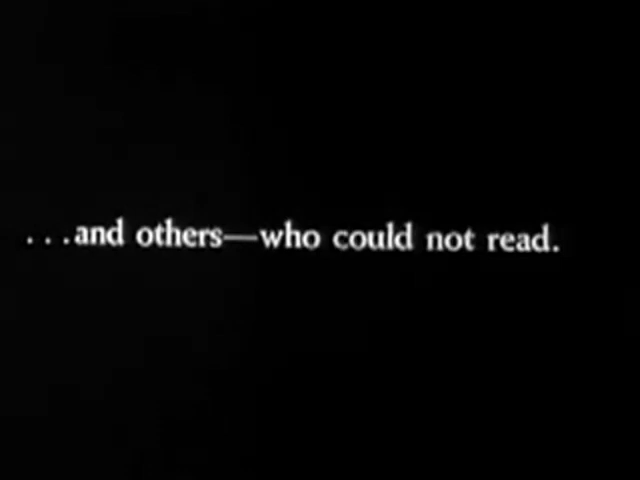 . . .and others—who could not read.